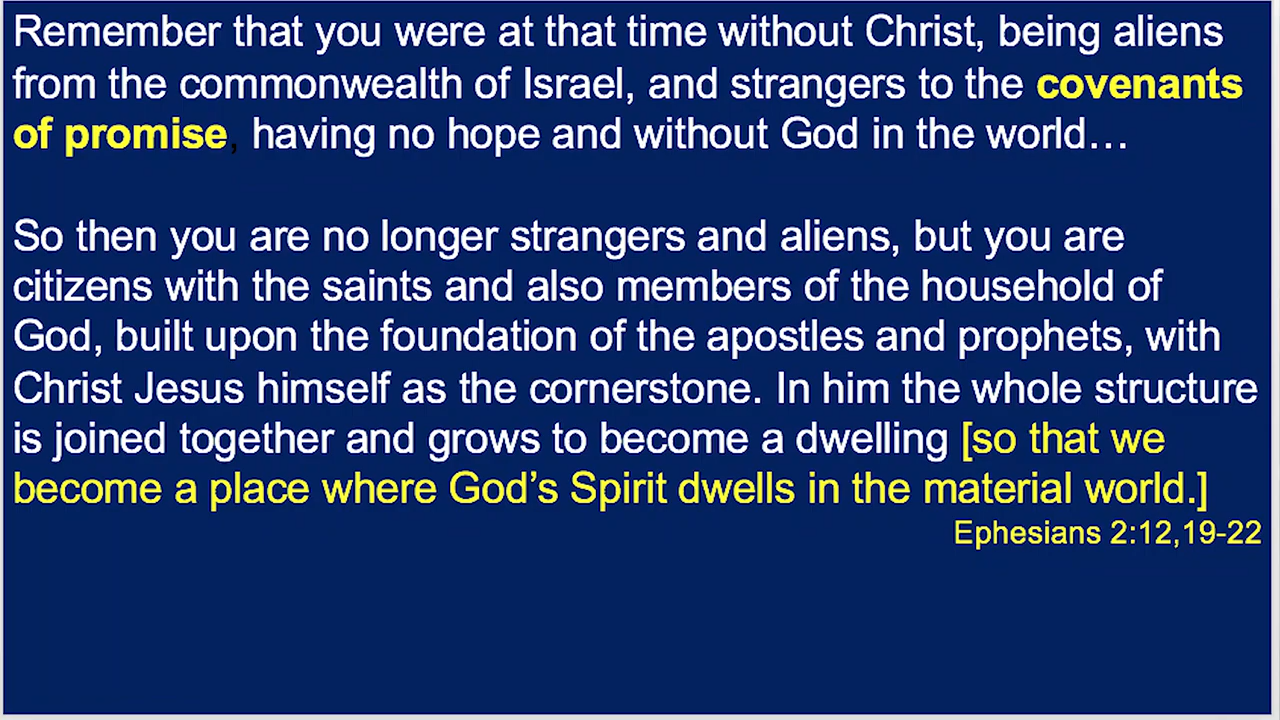 Remember that you were at that time without Christ, being aliens
from the commonwealth of Israel, and strangers to the covenants
of promise, having no hope and without God in the world…
So then you are no longer strangers and aliens, but you are
citizens with the saints and also members of the household of
God, built upon the foundation of the apostles and prophets, with
Christ Jesus himself as the cornerstone. In him the whole structure
is joined together and grows to become a dwelling [so that we
become a place where God’s Spirit dwells in the material world.]
Ephesians 2:12,19-22